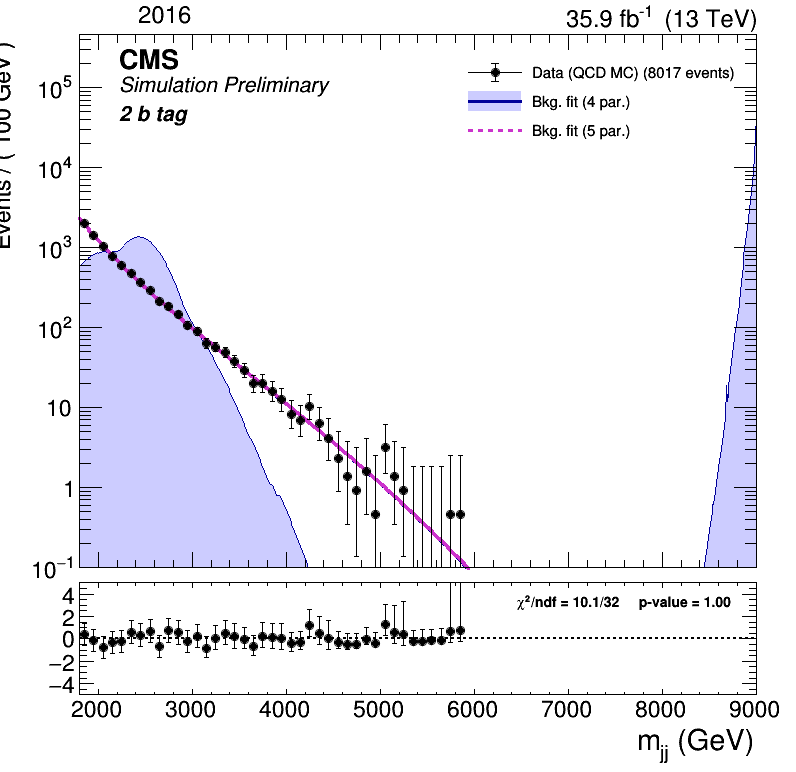 2016
35.9 fb⁻¹ (13 TeV)
CMS
Simulation Preliminary
2 b tag
Data (QCD MC) (8017 events)
Bkg. fit (4 par.)
Bkg. fit (5 par.)
Events / ( 100 GeV )
10⁵
10⁴
10³
10²
10
1
10⁻¹
χ²/ndf = 10.1/32 p-value = 1.00
4
2
0
−2
−4
2000 3000 4000 5000 6000 7000 8000 9000
m_jj (GeV)